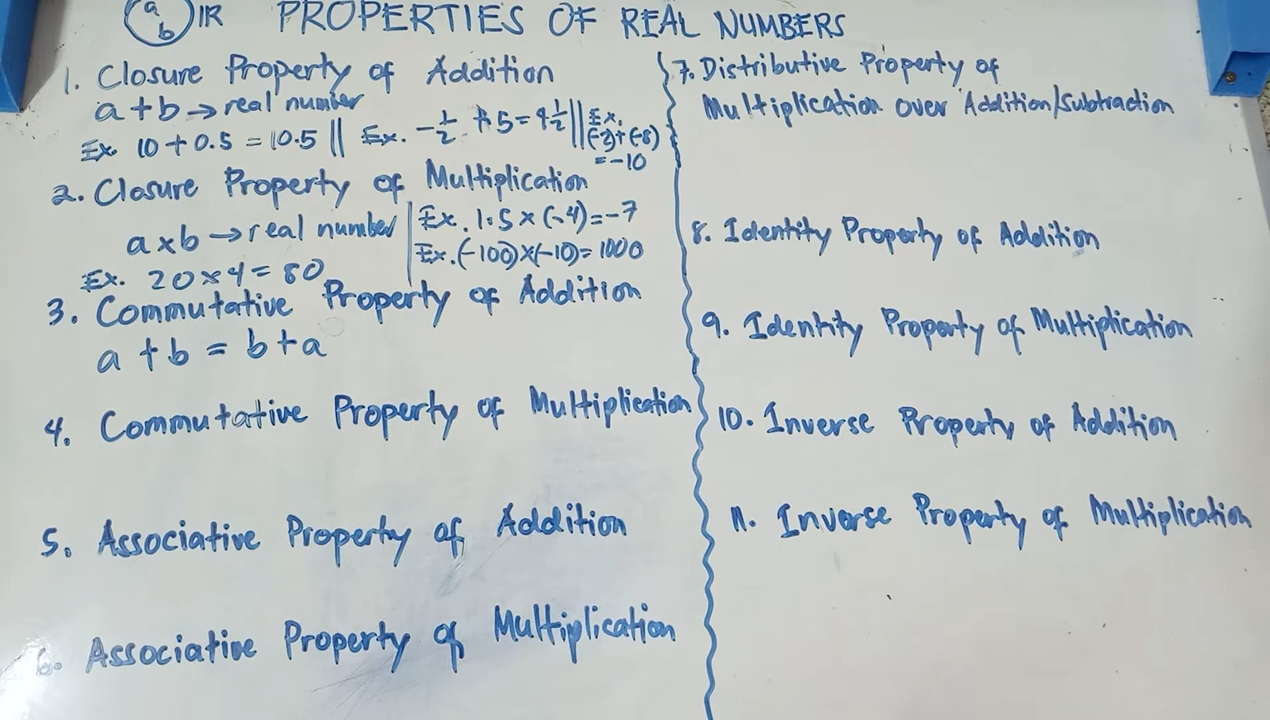 a b IR PROPERTIES OF REAL NUMBERS
1. Closure Property of Addition
a + b → real number
Ex 10 + 0.5 = 10.5 || Ex. -1/2 + 5 = 4 1/2 || Ex. (-2) + (-8) = -10
2. Closure Property of Multiplication
a x b → real number
Ex. 20 x 4 = 80
Ex. 1.5 x (-4) = -7
Ex. (-100) x (-10) = 1000
3. Commutative Property of Addition
a + b = b + a
4. Commutative Property of Multiplication
5. Associative Property of Addition
6. Associative Property of Multiplication
7. Distributive Property of
Multiplication over Addition/Subtraction
8. Identity Property of Addition
9. Identity Property of Multiplication
10. Inverse Property of Addition
11. Inverse Property of Multiplication